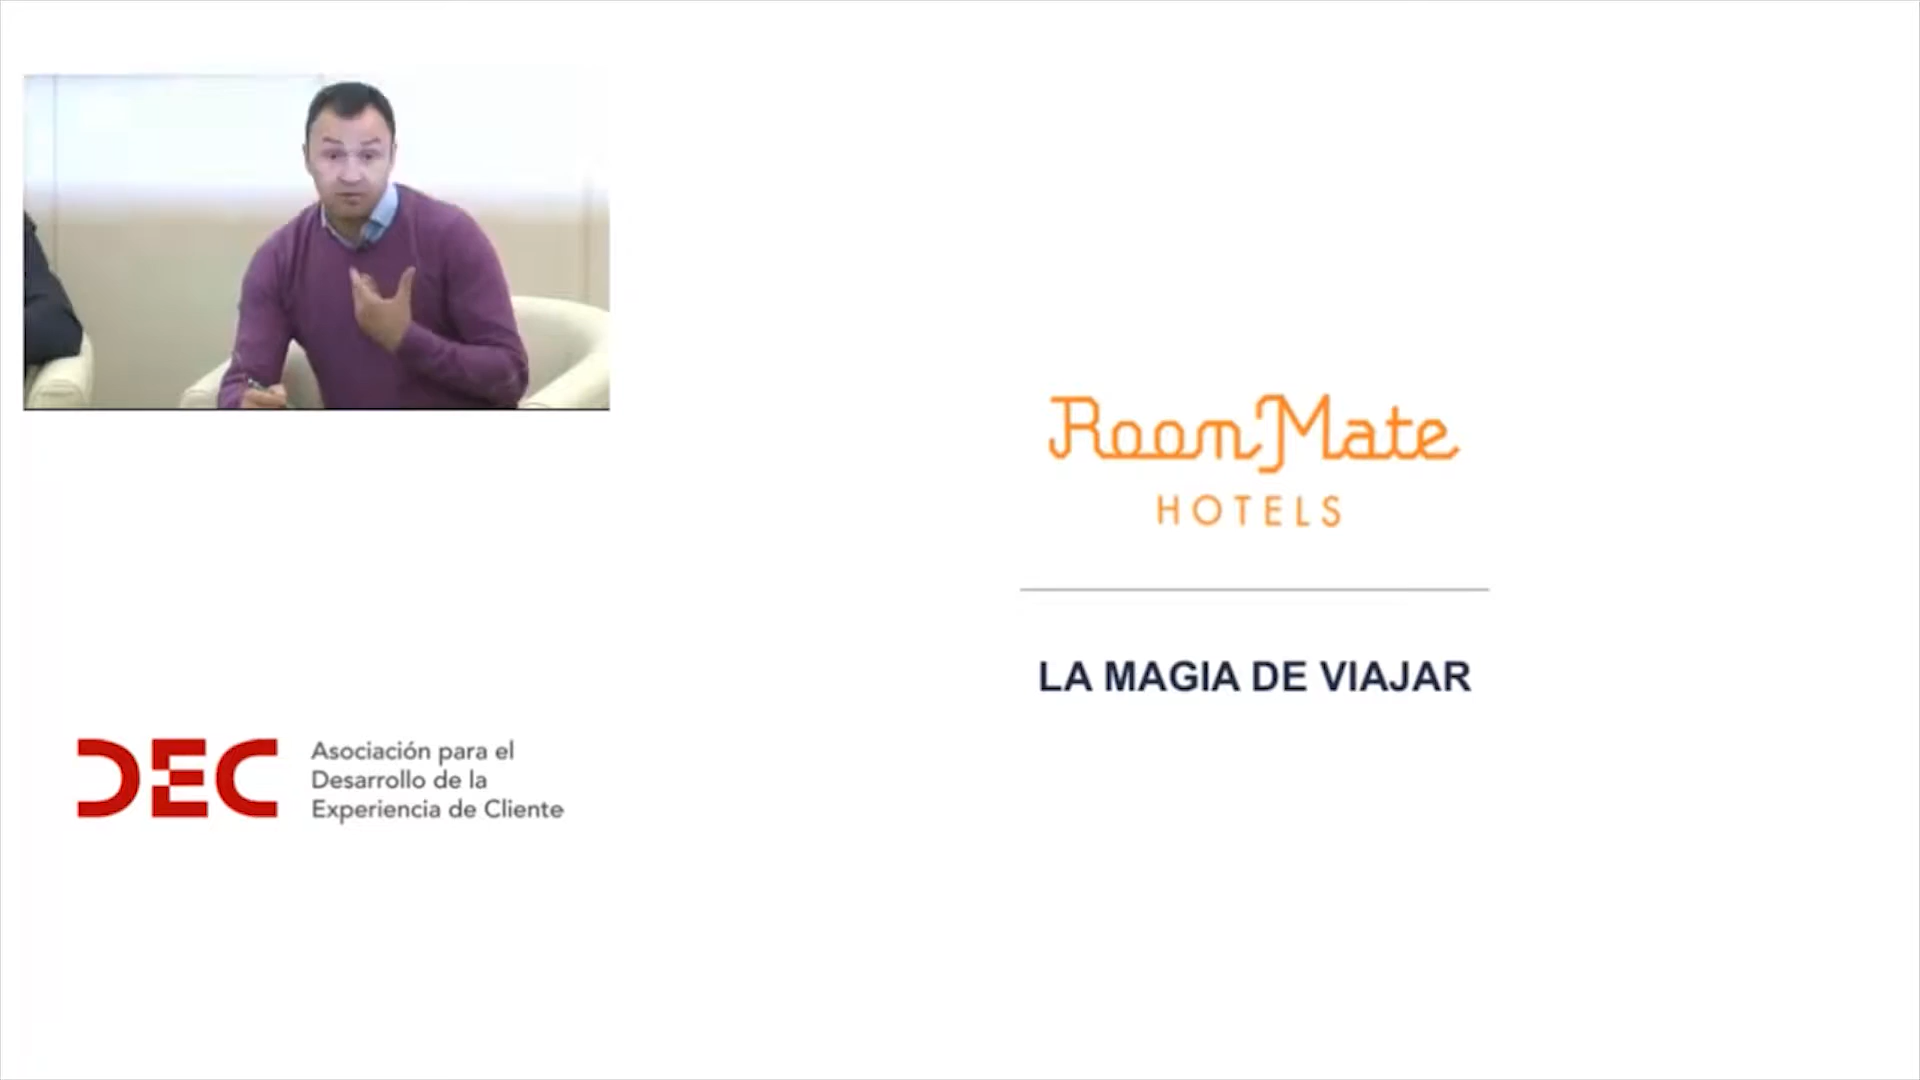 Room Mate
HOTELS
LA MAGIA DE VIAJAR
DEC
Asociación para el
Desarrollo de la
Experiencia de Cliente